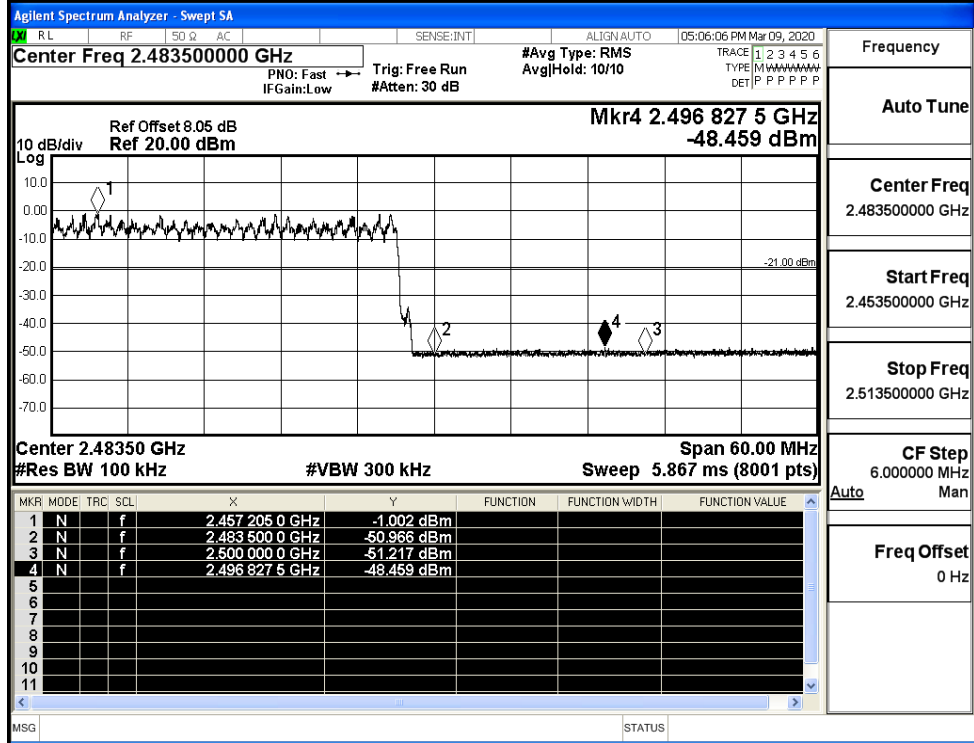 Agilent Spectrum Analyzer - Swept SA
LXI RL RF 50 Ω AC SENSE:INT ALIGN AUTO 05:06:06 PM Mar 09, 2020
Center Freq 2.483500000 GHz
PNO: Fast
IFGain:Low
Trig: Free Run
#Atten: 30 dB
#Avg Type: RMS
Avg|Hold: 10/10
TRACE 1 2 3 4 5 6
TYPE M WWWWW
DET P P P P P P
Frequency
Auto Tune
Center Freq
2.483500000 GHz
Start Freq
2.453500000 GHz
Stop Freq
2.513500000 GHz
CF Step
6.000000 MHz
Auto Man
Freq Offset
0 Hz
Mkr4 2.496 827 5 GHz
-48.459 dBm
Ref Offset 8.05 dB
10 dB/div Ref 20.00 dBm
Log
10.0
0.00
-10.0
-20.0
-30.0
-40.0
-50.0
-60.0
-70.0
1
2
4
3
-21.00 dBm
Center 2.48350 GHz Span 60.00 MHz
#Res BW 100 kHz #VBW 300 kHz Sweep 5.867 ms (8001 pts)
MKR MODE TRC SCL X Y FUNCTION FUNCTION WIDTH FUNCTION VALUE
1 N f 2.457 205 0 GHz -1.002 dBm
2 N f 2.483 500 0 GHz -50.966 dBm
3 N f 2.500 000 0 GHz -51.217 dBm
4 N f 2.496 827 5 GHz -48.459 dBm
5
6
7
8
9
10
11
MSG STATUS